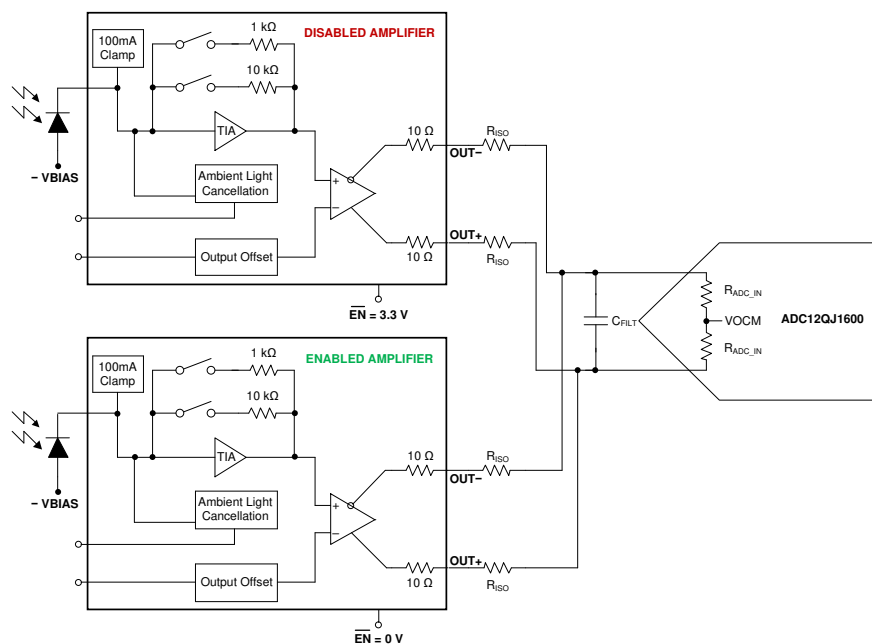 DISABLED AMPLIFIER
100mA
Clamp
1 kΩ
10 kΩ
TIA
− VBIAS
Ambient Light
Cancellation
Output Offset
+
−
10 Ω
OUT−
RISO
10 Ω
OUT+
RISO
EN = 3.3 V
ENABLED AMPLIFIER
100mA
Clamp
1 kΩ
10 kΩ
TIA
− VBIAS
Ambient Light
Cancellation
Output Offset
+
−
10 Ω
OUT−
RISO
10 Ω
OUT+
RISO
EN = 0 V
CFILT
RADC_IN
VOCM
RADC_IN
ADC12QJ1600